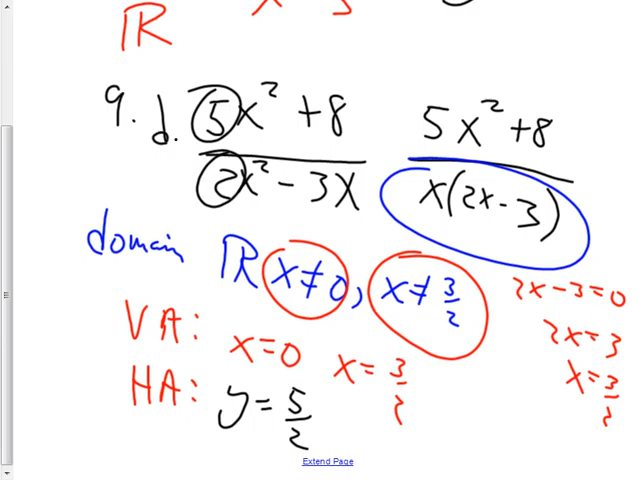 ℝ
9. d. 5x² + 8 / 2x² - 3x    5x² + 8 / x(2x - 3)
domain ℝ x ≠ 0, x ≠ 3/2
2x - 3 = 0
2x = 3
x = 3/2
VA: x = 0 x = 3/2
HA: y = 5/2
Extend Page